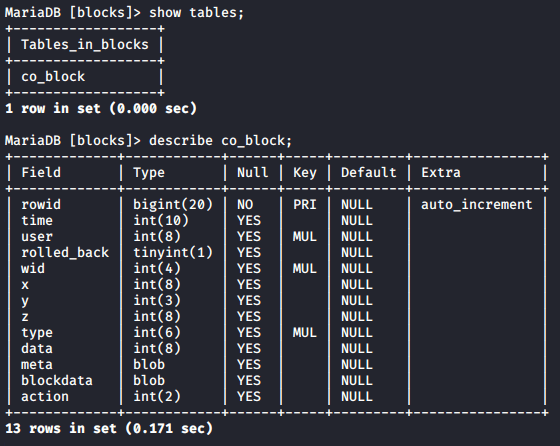 MariaDB [blocks]> show tables;
+------------------+
| Tables_in_blocks |
+------------------+
| co_block         |
+------------------+
1 row in set (0.000 sec)

MariaDB [blocks]> describe co_block;
+-------------+------------+------+-----+---------+----------------+
| Field       | Type       | Null | Key | Default | Extra          |
+-------------+------------+------+-----+---------+----------------+
| rowid       | bigint(20) | NO   | PRI | NULL    | auto_increment |
| time        | int(10)    | YES  |     | NULL    |                |
| user        | int(8)     | YES  | MUL | NULL    |                |
| rolled_back | tinyint(1) | YES  |     | NULL    |                |
| wid         | int(4)     | YES  | MUL | NULL    |                |
| x           | int(8)     | YES  |     | NULL    |                |
| y           | int(3)     | YES  |     | NULL    |                |
| z           | int(8)     | YES  |     | NULL    |                |
| type        | int(6)     | YES  | MUL | NULL    |                |
| data        | int(8)     | YES  |     | NULL    |                |
| meta        | blob       | YES  |     | NULL    |                |
| blockdata   | blob       | YES  |     | NULL    |                |
| action      | int(2)     | YES  |     | NULL    |                |
+-------------+------------+------+-----+---------+----------------+
13 rows in set (0.171 sec)